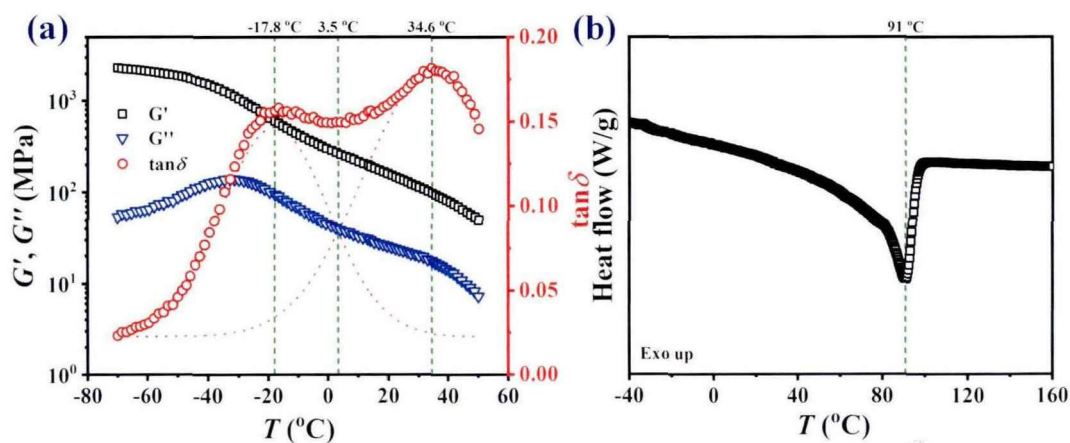 (a)
-17.8 °C 3.5 °C 34.6 °C
G', G'' (MPa)
10³
10²
10¹
10⁰
G'
G''
tanδ
0.20
0.15
0.10
0.05
0.00
tanδ
-80 -60 -40 -20 0 20 40 60
T (°C)
(b)
91 °C
Heat flow (W/g)
Exo up
-40 0 40 80 120 160
T (°C)